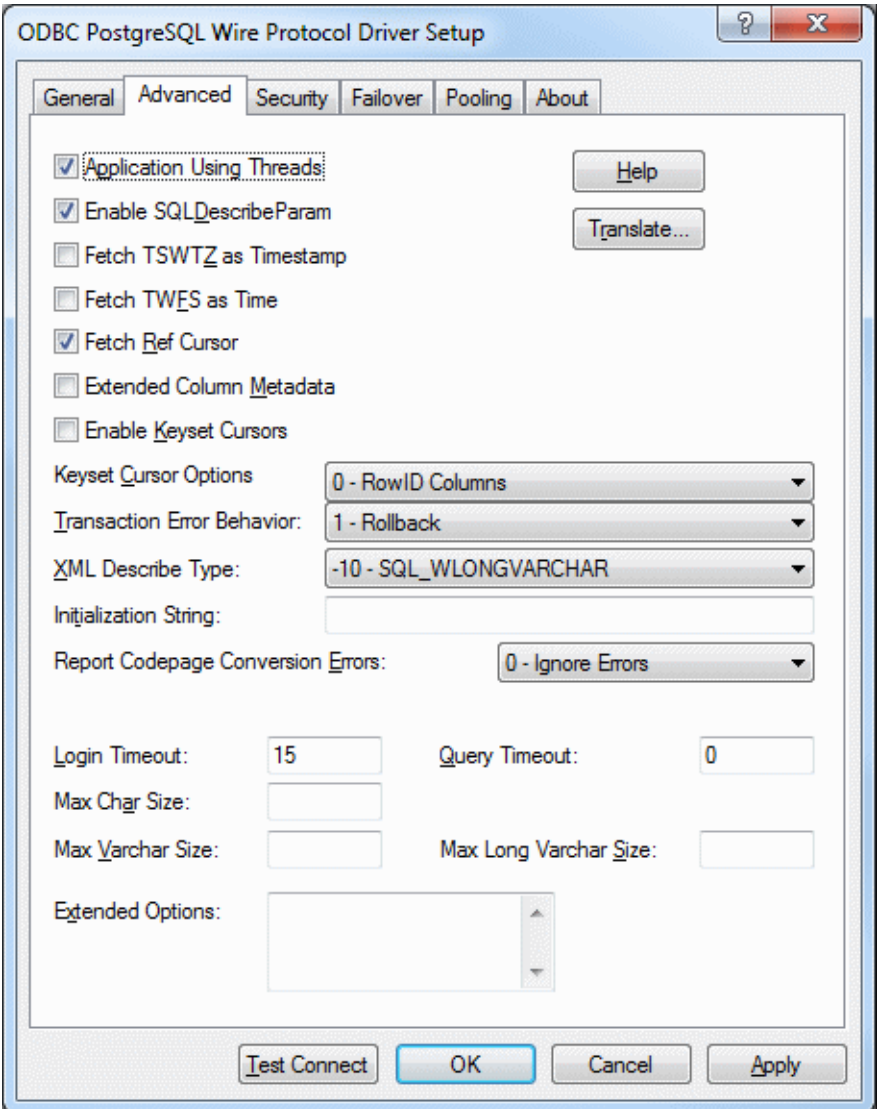 ODBC PostgreSQL Wire Protocol Driver Setup
?
X
General Advanced Security Failover Pooling About
Application Using Threads
Help
Enable SQLDescribeParam
Translate...
Fetch TSWTZ as Timestamp
Fetch TWFS as Time
Fetch Ref Cursor
Extended Column Metadata
Enable Keyset Cursors
Keyset Cursor Options 0 - RowID Columns
Transaction Error Behavior: 1 - Rollback
XML Describe Type: -10 - SQL_WLONGVARCHAR
Initialization String:
Report Codepage Conversion Errors: 0 - Ignore Errors
Login Timeout: 15 Query Timeout: 0
Max Char Size:
Max Varchar Size: Max Long Varchar Size:
Extended Options:
Test Connect OK Cancel Apply